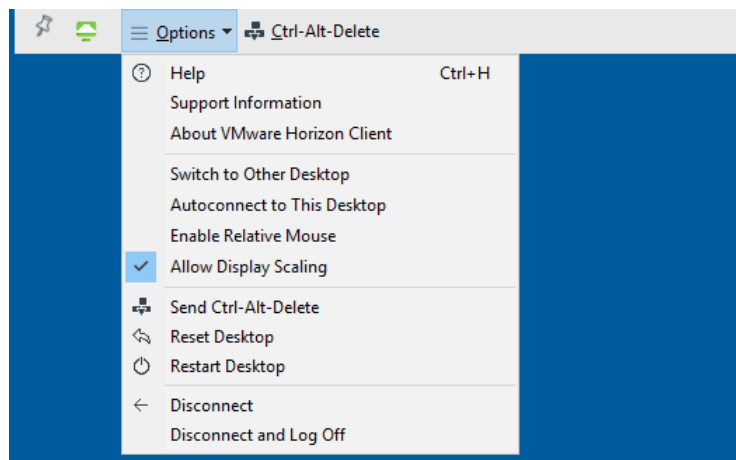 Options Ctrl-Alt-Delete
Help Ctrl+H
Support Information
About VMware Horizon Client
Switch to Other Desktop
Autoconnect to This Desktop
Enable Relative Mouse
Allow Display Scaling
Send Ctrl-Alt-Delete
Reset Desktop
Restart Desktop
Disconnect
Disconnect and Log Off